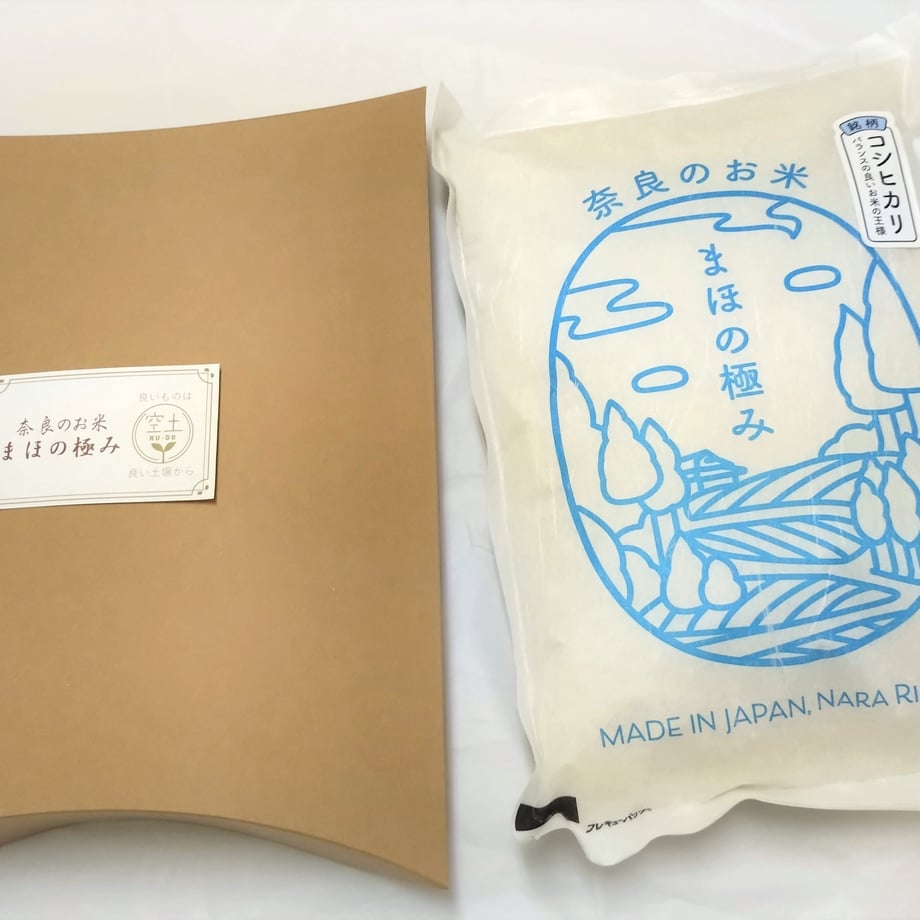 奈良のお米
まほの極み
良いものは
空土
KU-DO
良い土壌から
奈良のお米
まほの極み
銘柄
コシヒカリ
バランスの良いお米の王様
MADE IN JAPAN, NARA RI